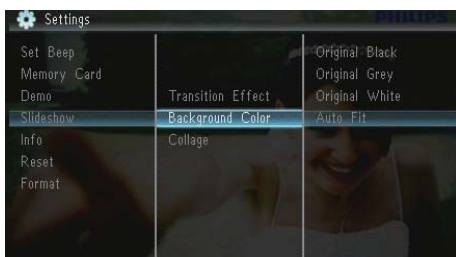 Settings
PHILIPS
Set Beep
Memory Card
Demo
Slideshow
Info
Reset
Format
Transition Effect
Background Color
Collage
Original Black
Original Grey
Original White
Auto Fit